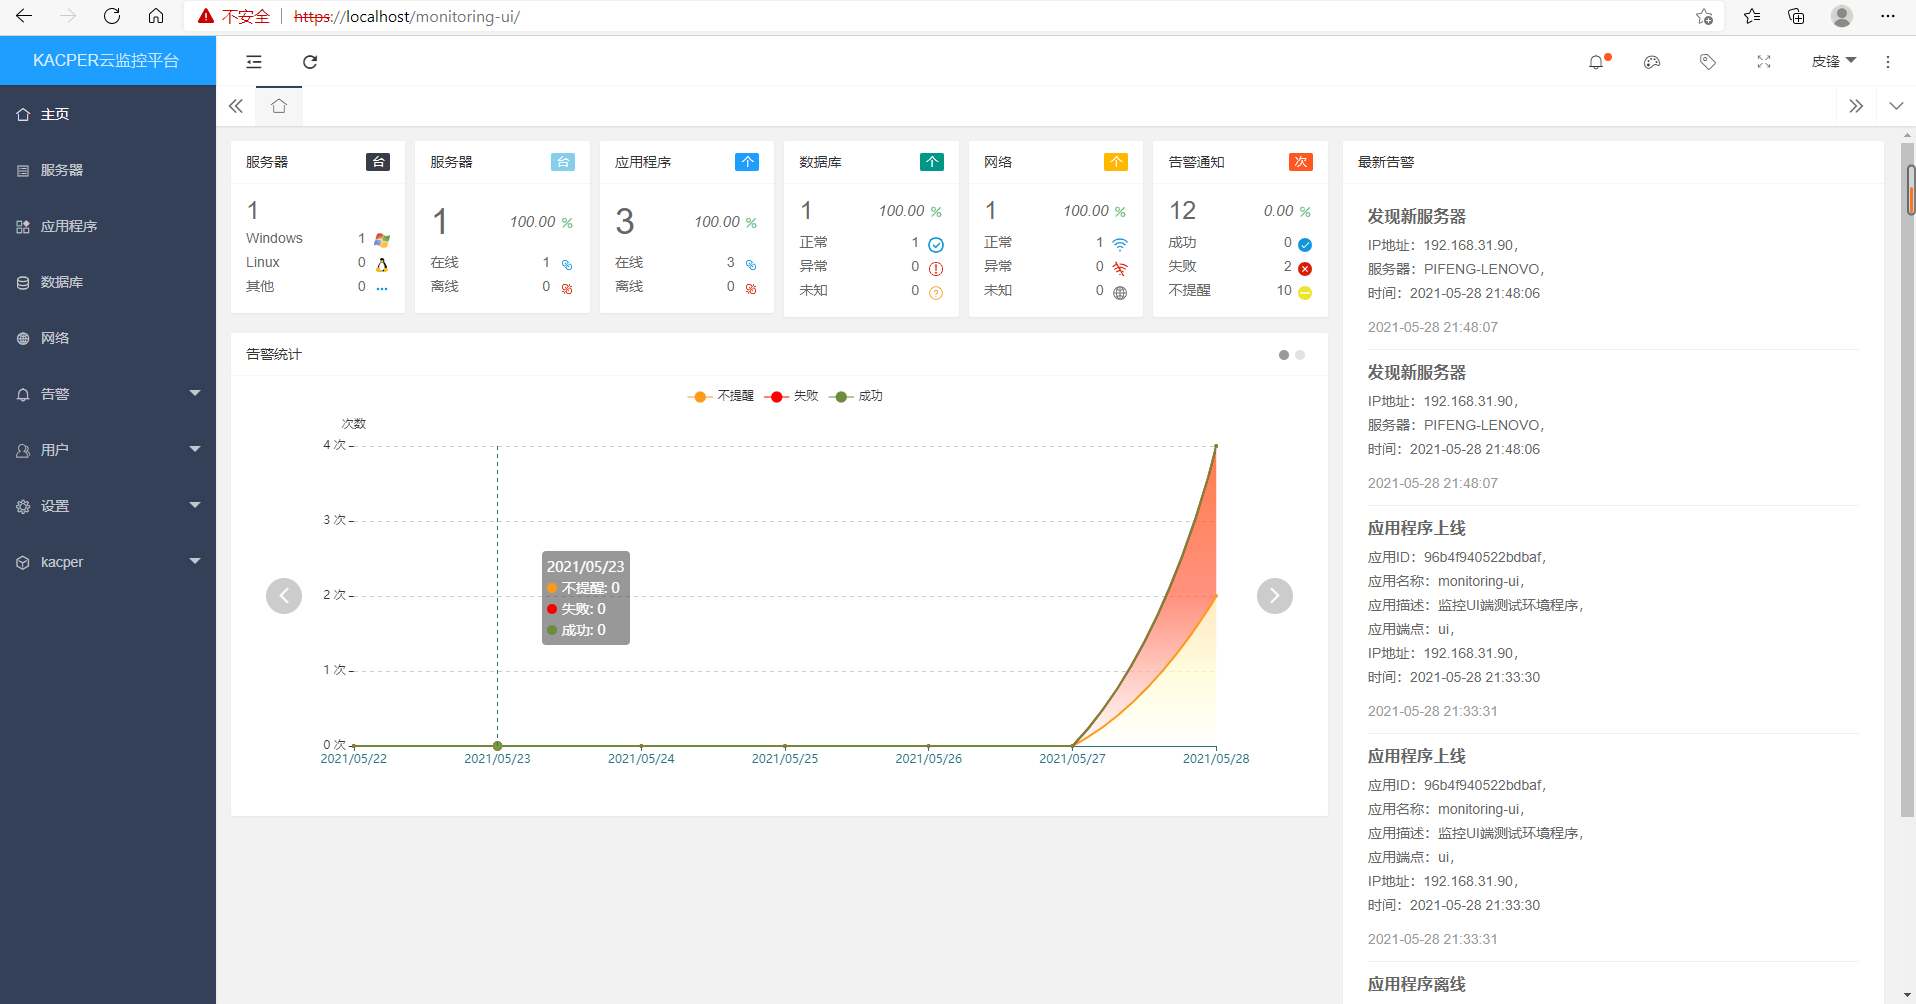 不安全 https://localhost/monitoring-ui/
KACPER云监控平台
皮锋
主页
服务器
应用程序
数据库
网络
告警
用户
设置
kacper
服务器 台
1
Windows 1
Linux 0
其他 0
服务器 台
1 100.00 %
在线 1
离线 0
应用程序 个
3 100.00 %
在线 3
离线 0
数据库 个
1 100.00 %
正常 1
异常 0
未知 0
网络 个
1 100.00 %
正常 1
异常 0
未知 0
告警通知 次
12 0.00 %
成功 0
失败 2
不提醒 10
告警统计
不提醒 失败 成功
次数
4 次
3 次
2 次
1 次
0 次
2021/05/23
不提醒: 0
失败: 0
成功: 0
2021/05/22 2021/05/23 2021/05/24 2021/05/25 2021/05/26 2021/05/27 2021/05/28
最新告警
发现新服务器
IP地址：192.168.31.90，
服务器：PIFENG-LENOVO，
时间：2021-05-28 21:48:06
2021-05-28 21:48:07
发现新服务器
IP地址：192.168.31.90，
服务器：PIFENG-LENOVO，
时间：2021-05-28 21:48:06
2021-05-28 21:48:07
应用程序上线
应用ID：96b4f940522bdbaf，
应用名称：monitoring-ui，
应用描述：监控UI端测试环境程序，
应用端点：ui，
IP地址：192.168.31.90，
时间：2021-05-28 21:33:30
2021-05-28 21:33:31
应用程序上线
应用ID：96b4f940522bdbaf，
应用名称：monitoring-ui，
应用描述：监控UI端测试环境程序，
应用端点：ui，
IP地址：192.168.31.90，
时间：2021-05-28 21:33:30
2021-05-28 21:33:31
应用程序离线